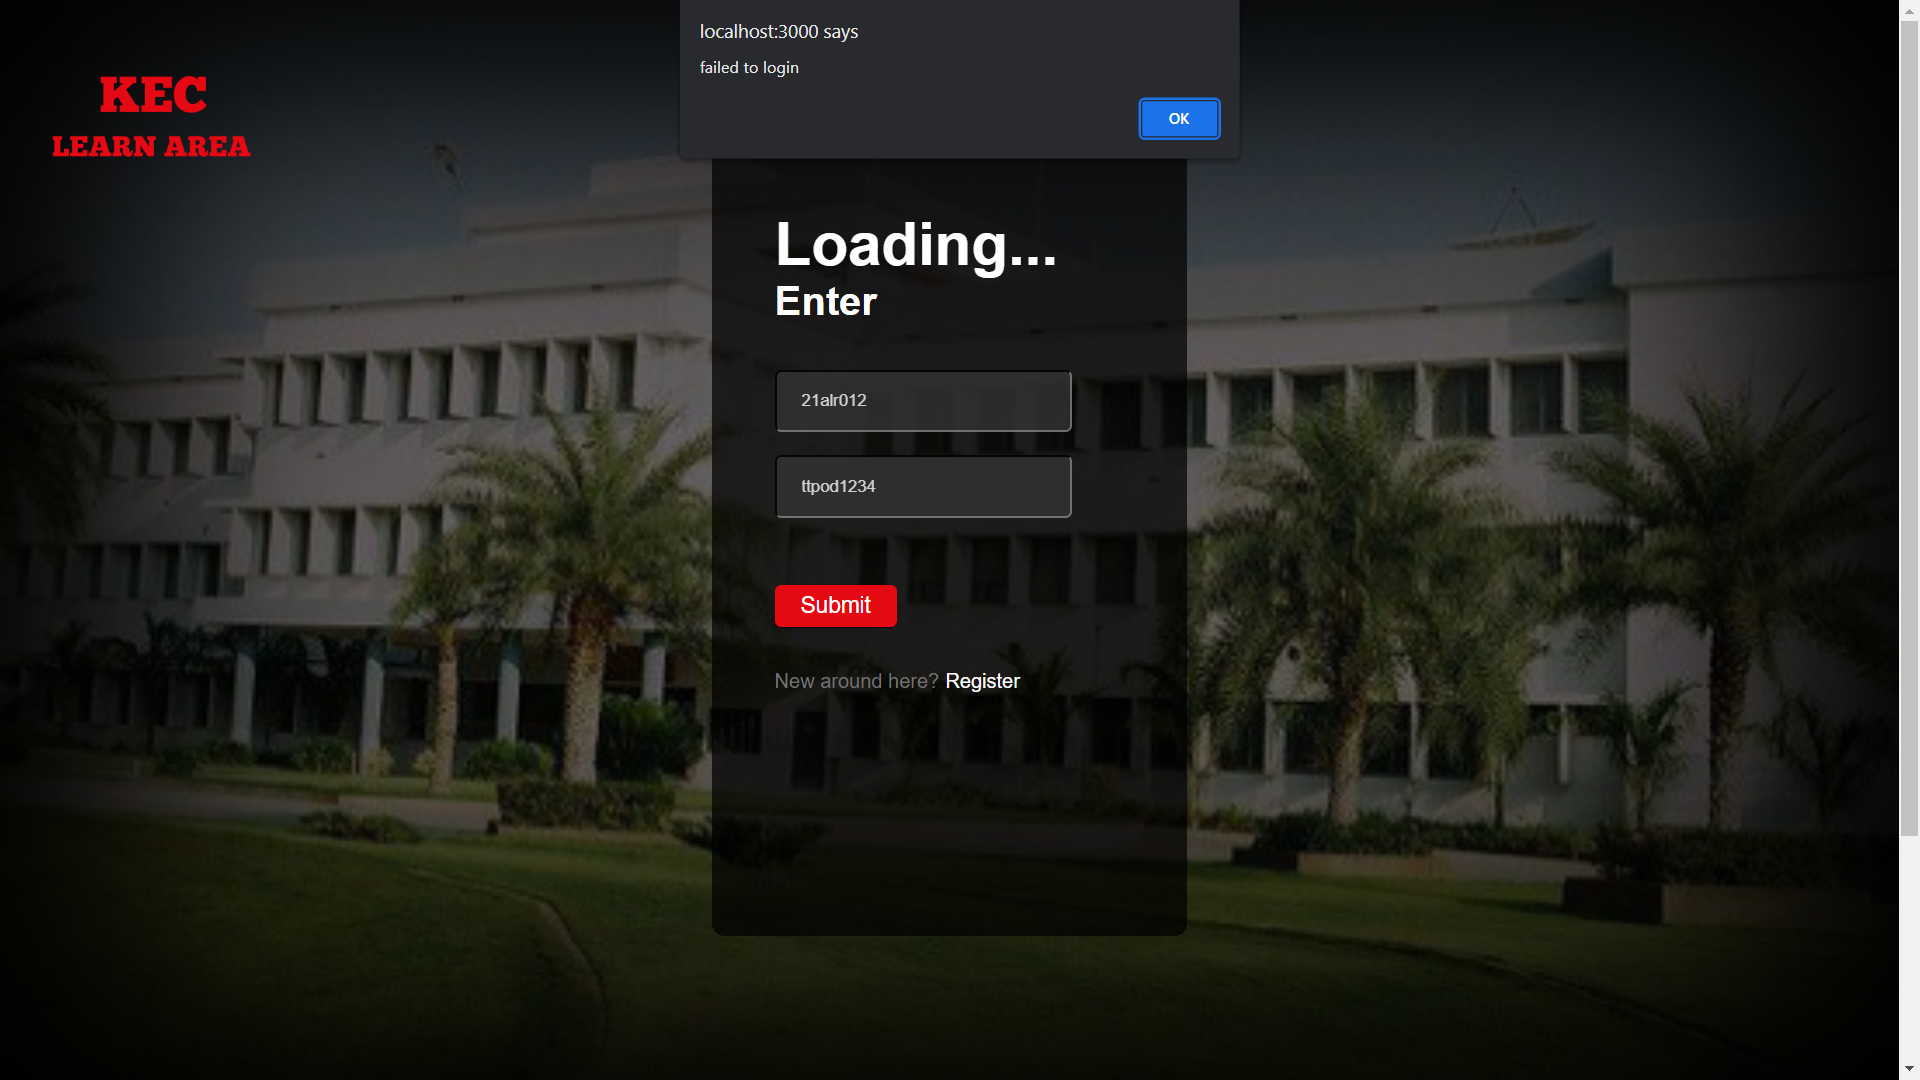 localhost:3000 says
failed to login
OK
KEC
LEARN AREA
Loading...
Enter
21alr012
ttpod1234
Submit
New around here? Register